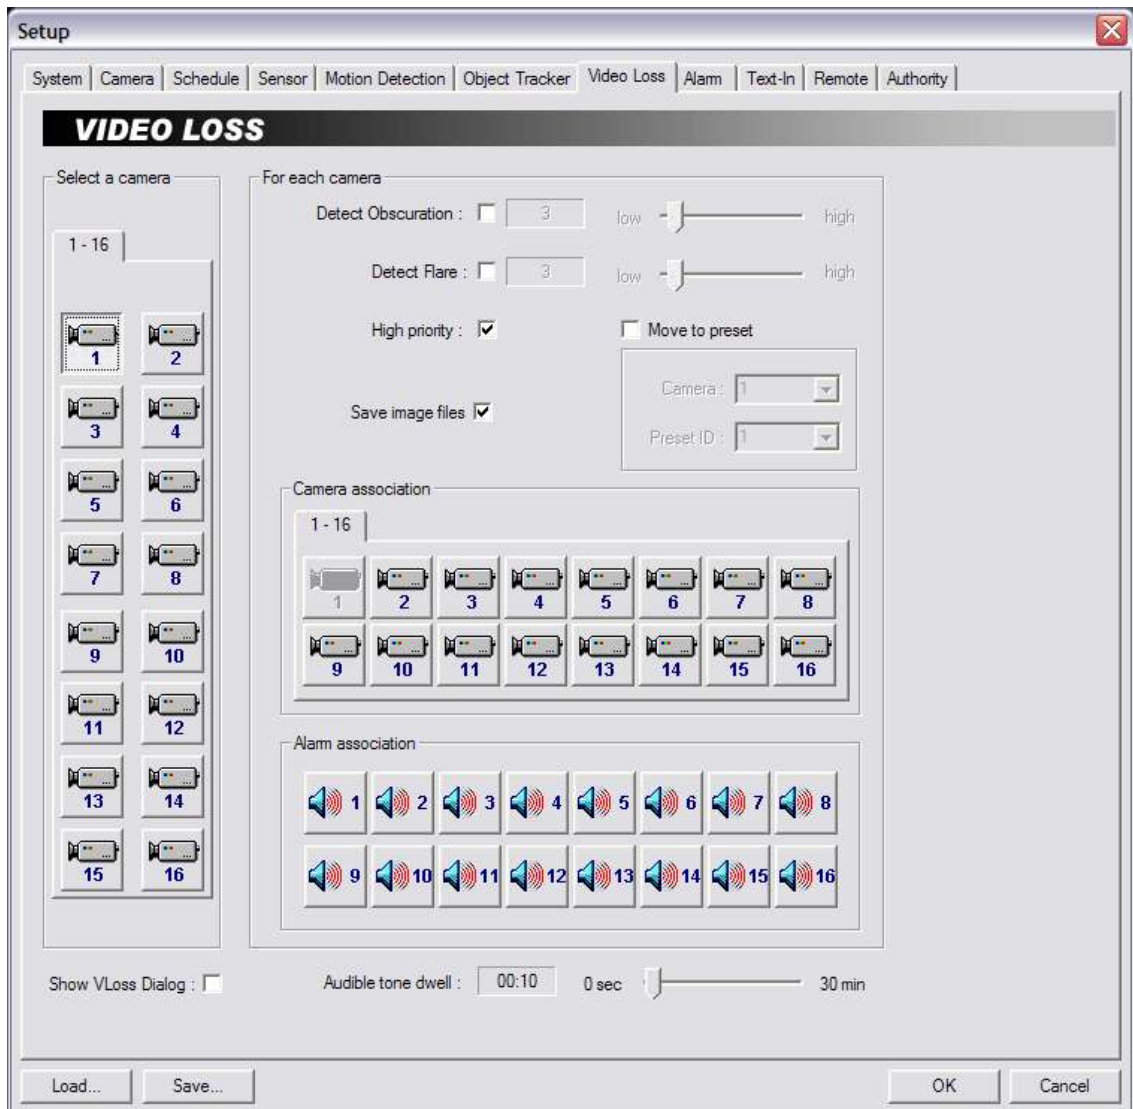 Setup
System Camera Schedule Sensor Motion Detection Object Tracker Video Loss Alarm Text-In Remote Authority
VIDEO LOSS
Select a camera
1 - 16
1 2
3 4
5 6
7 8
9 10
11 12
13 14
15 16
For each camera
Detect Obscuration : 3 low high
Detect Flare : 3 low high
High priority : Move to preset
Camera : 1
Save image files
Preset ID : 1
Camera association
1 - 16
1 2 3 4 5 6 7 8
9 10 11 12 13 14 15 16
Alarm association
1 2 3 4 5 6 7 8
9 10 11 12 13 14 15 16
Show VLoss Dialog : Audible tone dwell : 00:10 0 sec 30 min
Load... Save... OK Cancel